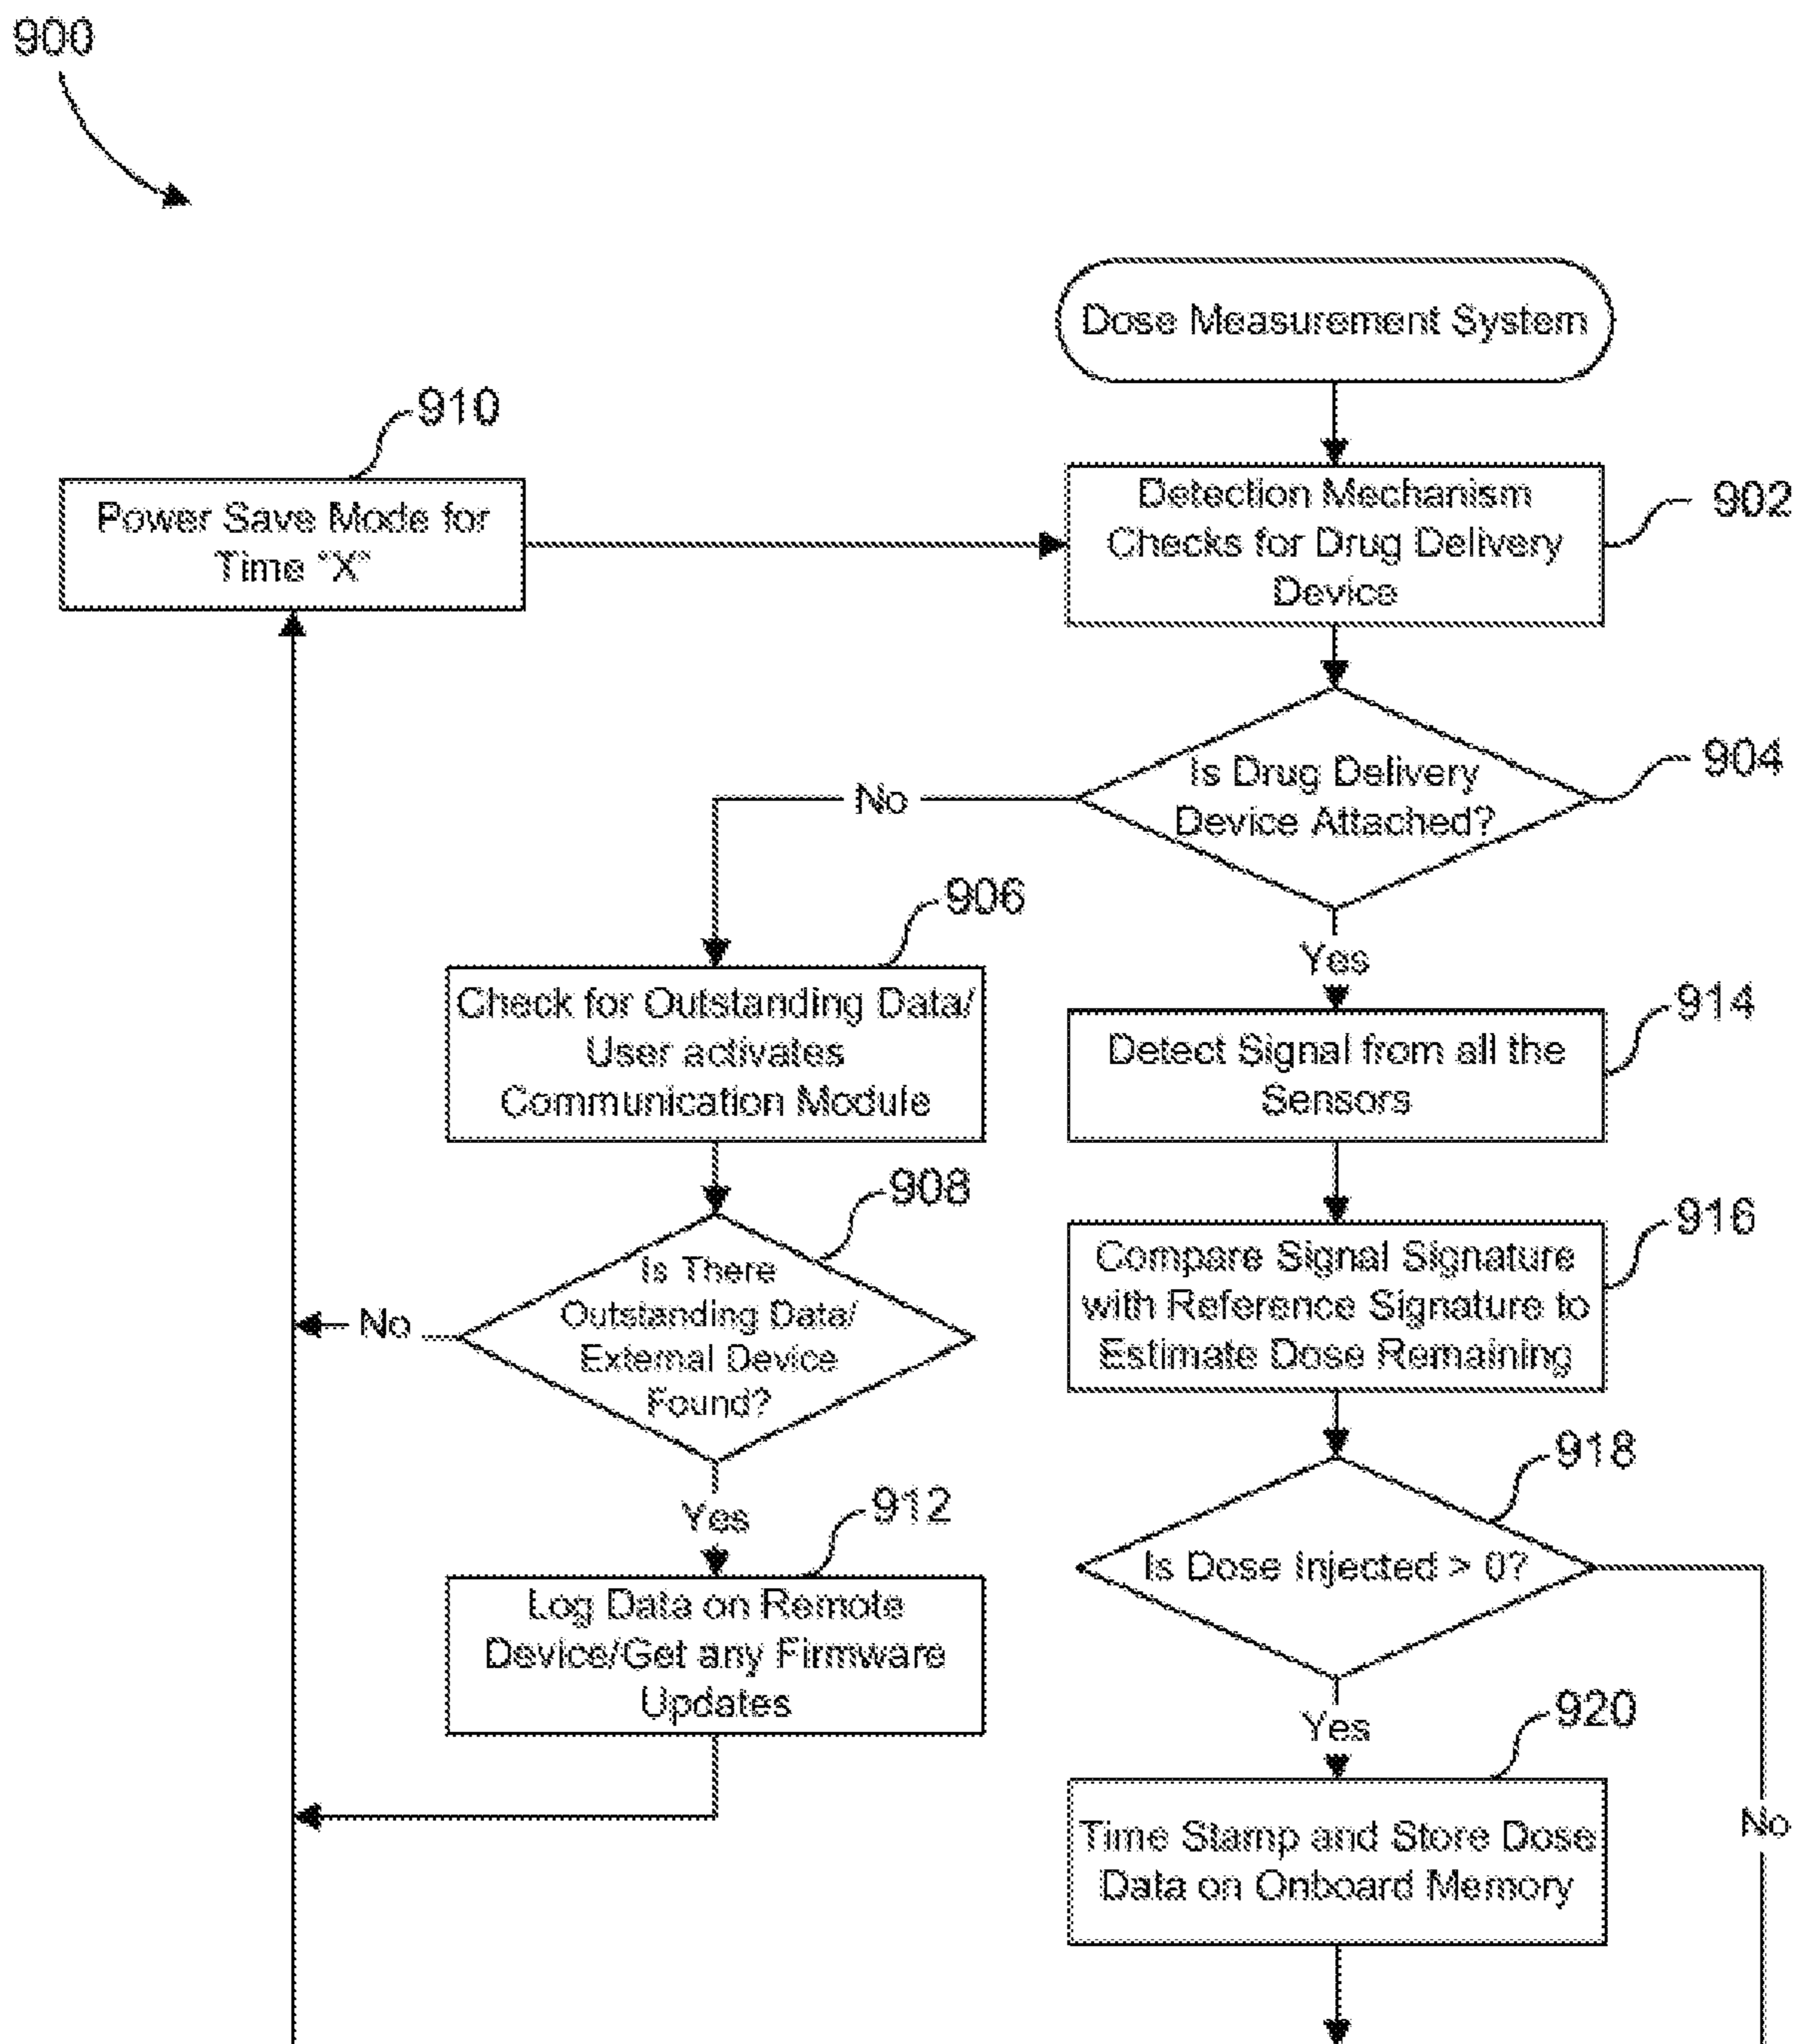 900
Dose Measurement System
910
Power Save Mode for
Time "X"
Detection Mechanism
Checks for Drug Delivery
Device
902
Is Drug Delivery
Device Attached?
904
No
Yes
906
Check for Outstanding Data/
User activates
Communication Module
914
Detect Signal from all the
Sensors
908
Is There
Outstanding Data/
External Device
Found?
No
916
Compare Signal Signature
with Reference Signature to
Estimate Dose Remaining
Yes
912
Log Data on Remote
Device/Get any Firmware
Updates
918
Is Dose Injected > 0?
Yes
No
920
Time Stamp and Store Dose
Data on Onboard Memory